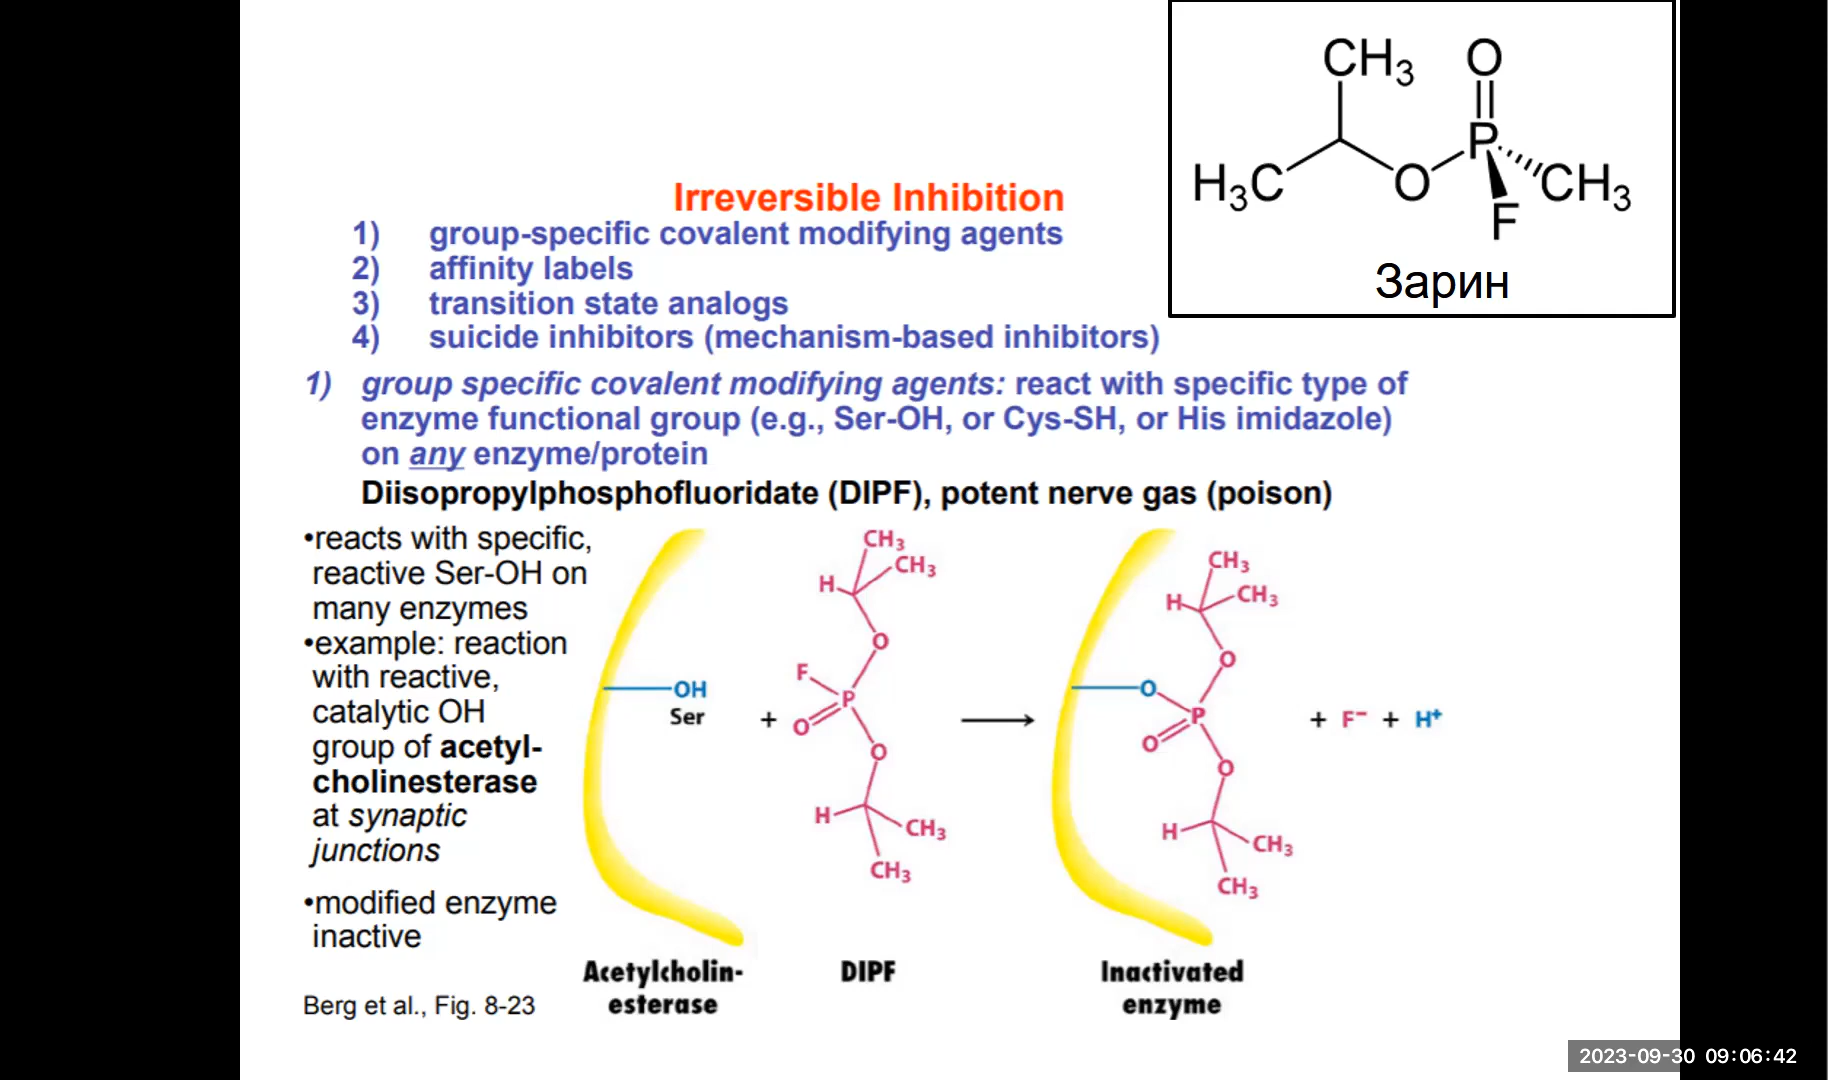 CH3 O
P
H3C O CH3
F
Зарин
Irreversible Inhibition
1) group-specific covalent modifying agents
2) affinity labels
3) transition state analogs
4) suicide inhibitors (mechanism-based inhibitors)
1) group specific covalent modifying agents: react with specific type of
enzyme functional group (e.g., Ser-OH, or Cys-SH, or His imidazole)
on any enzyme/protein
Diisopropylphosphofluoridate (DIPF), potent nerve gas (poison)
•reacts with specific,
reactive Ser-OH on
many enzymes
•example: reaction
with reactive,
catalytic OH
group of acetyl-
cholinesterase
at synaptic
junctions
•modified enzyme
inactive
Berg et al., Fig. 8-23
OH
Ser
+
CH3
CH3
H
O
F
P
O
O
H
CH3
CH3
CH3
CH3
H
O
O
P
O
O
H
CH3
CH3
+ F⁻ + H⁺
Acetylcholin-
esterase
DIPF
Inactivated
enzyme
2023-09-30 09:06:42